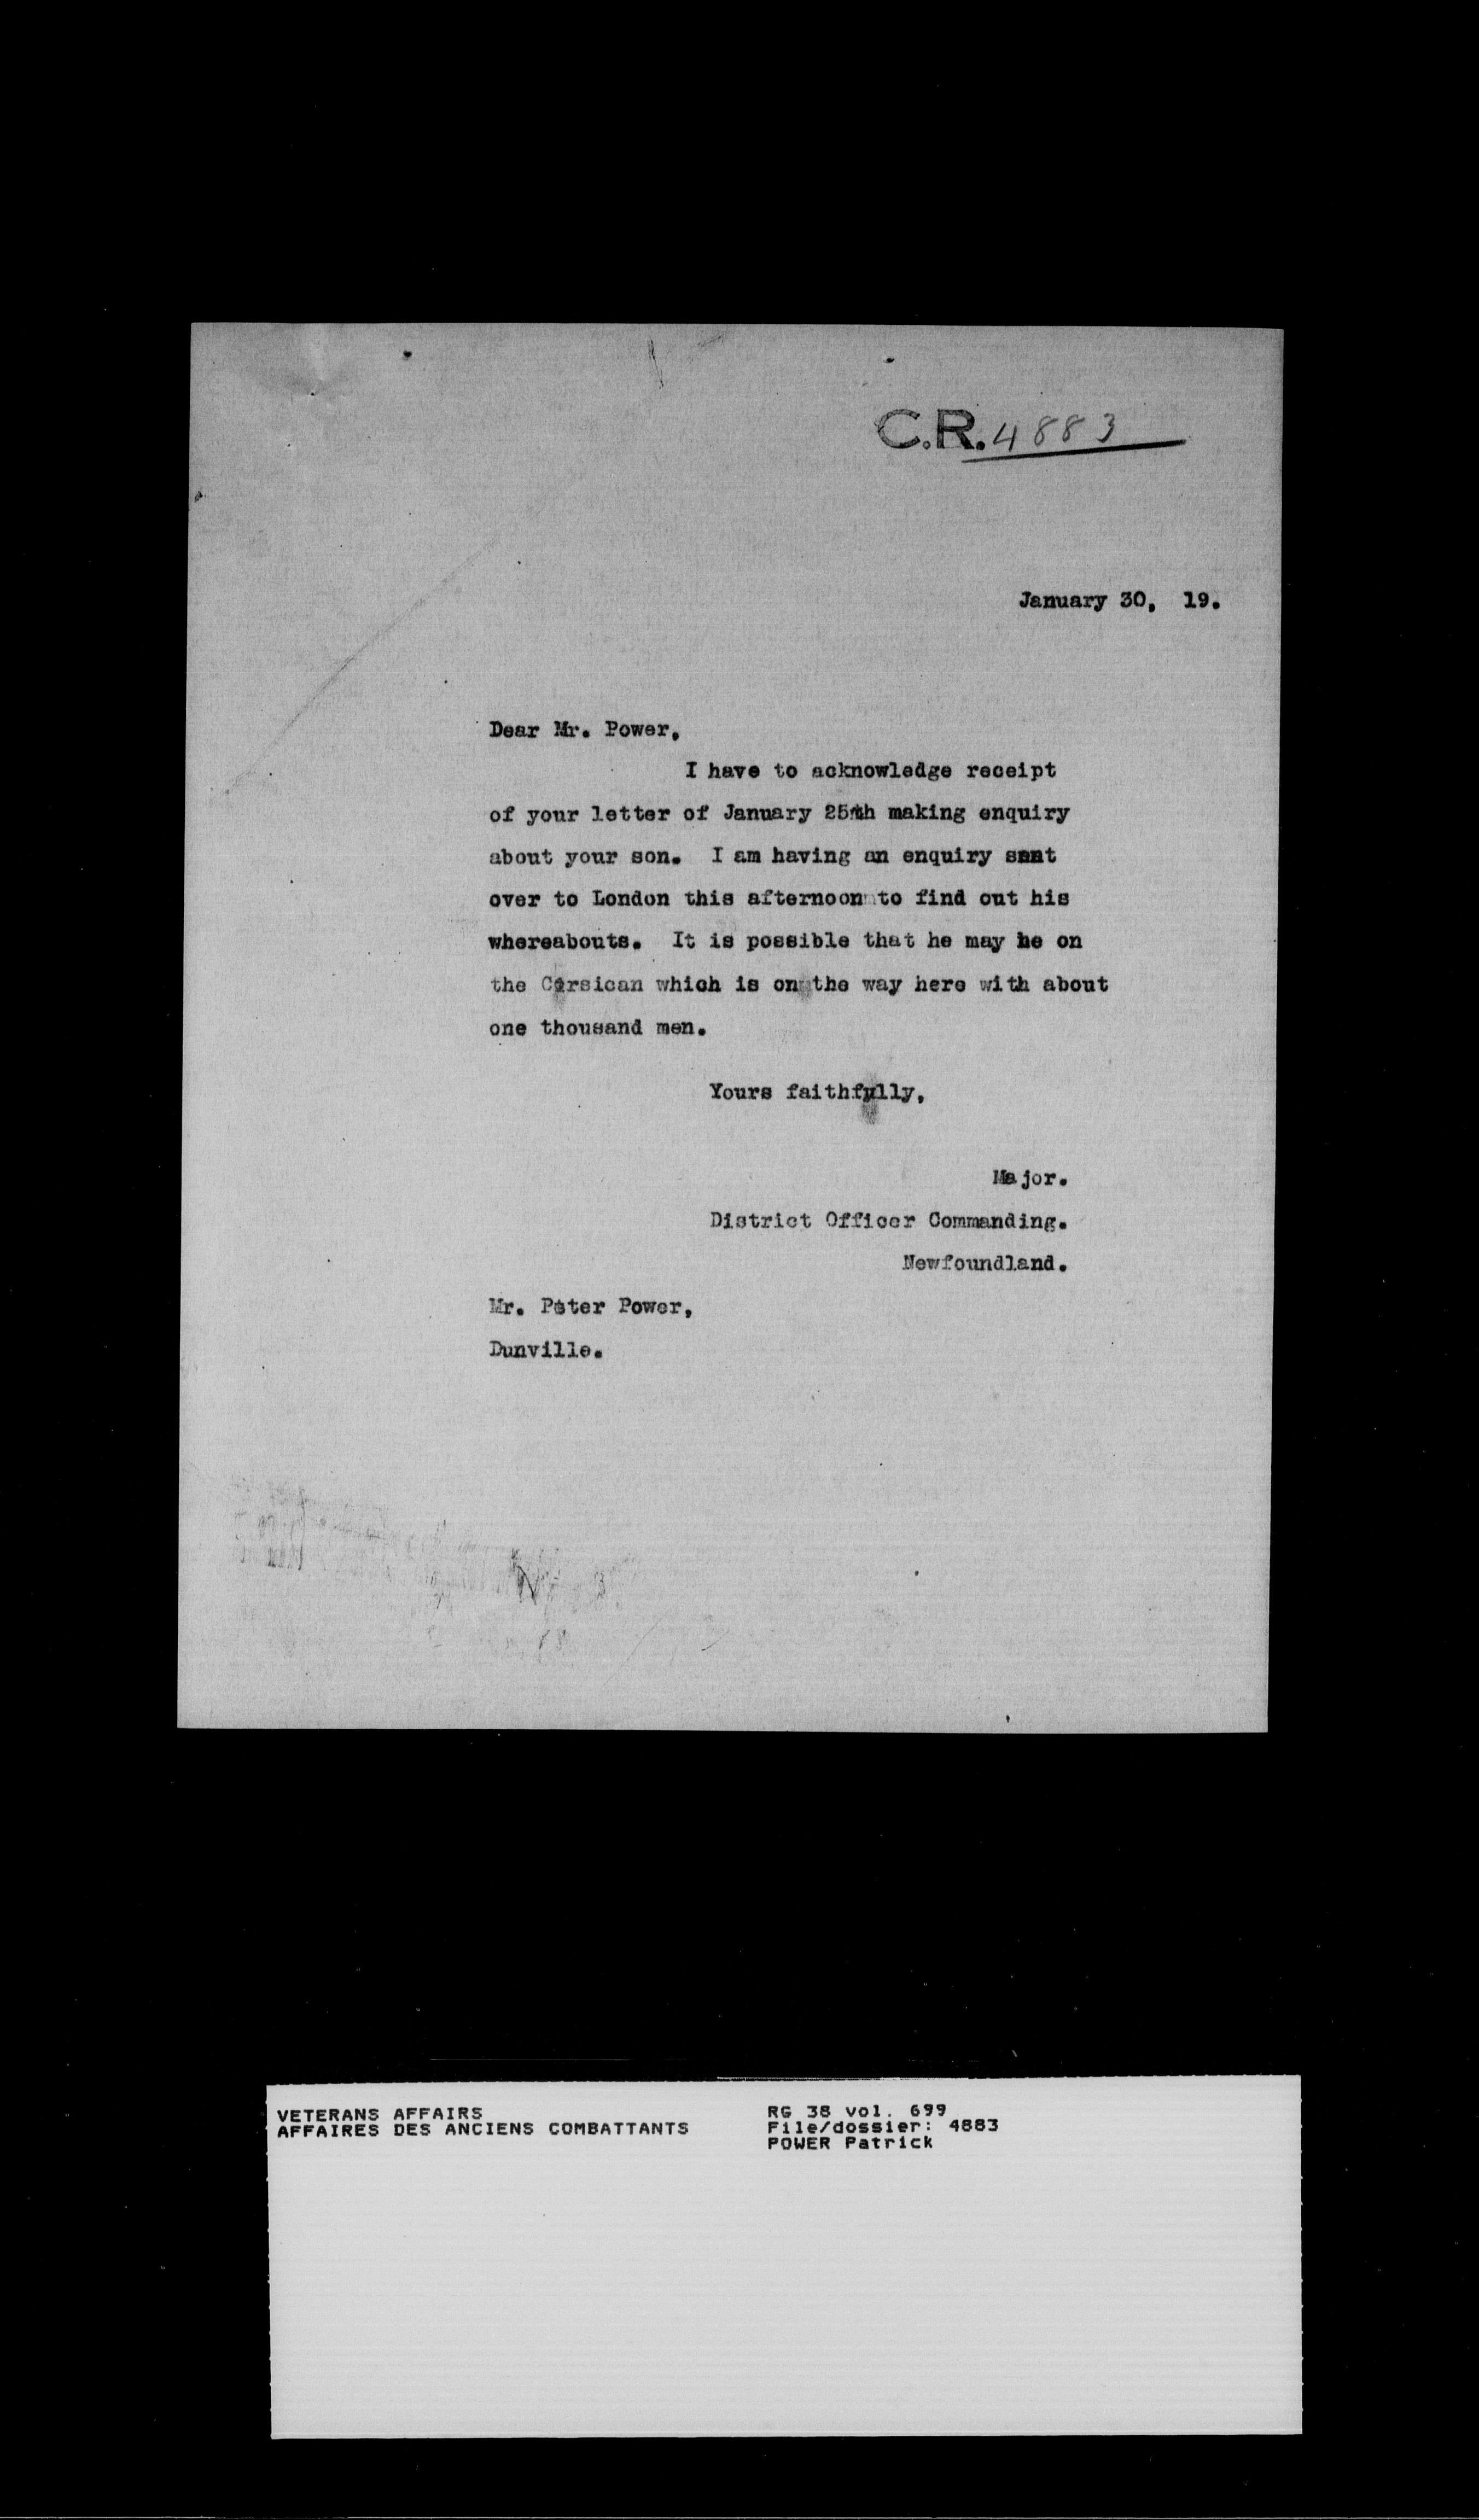 C.R. 4883
January 30, 19.
Dear Mr. Power,
I have to acknowledge receipt
of your letter of January 25th making enquiry
about your son. I am having an enquiry sent
over to London this afternoon to find out his
whereabouts. It is possible that he may be on
the Corsican which is on the way here with about
one thousand men.
Yours faithfully,
Major.
District Officer Commanding.
Newfoundland.
Mr. Peter Power,
Dunville.
VETERANS AFFAIRS
AFFAIRES DES ANCIENS COMBATTANTS
RG 38 vol. 699
File/dossier: 4883
POWER Patrick